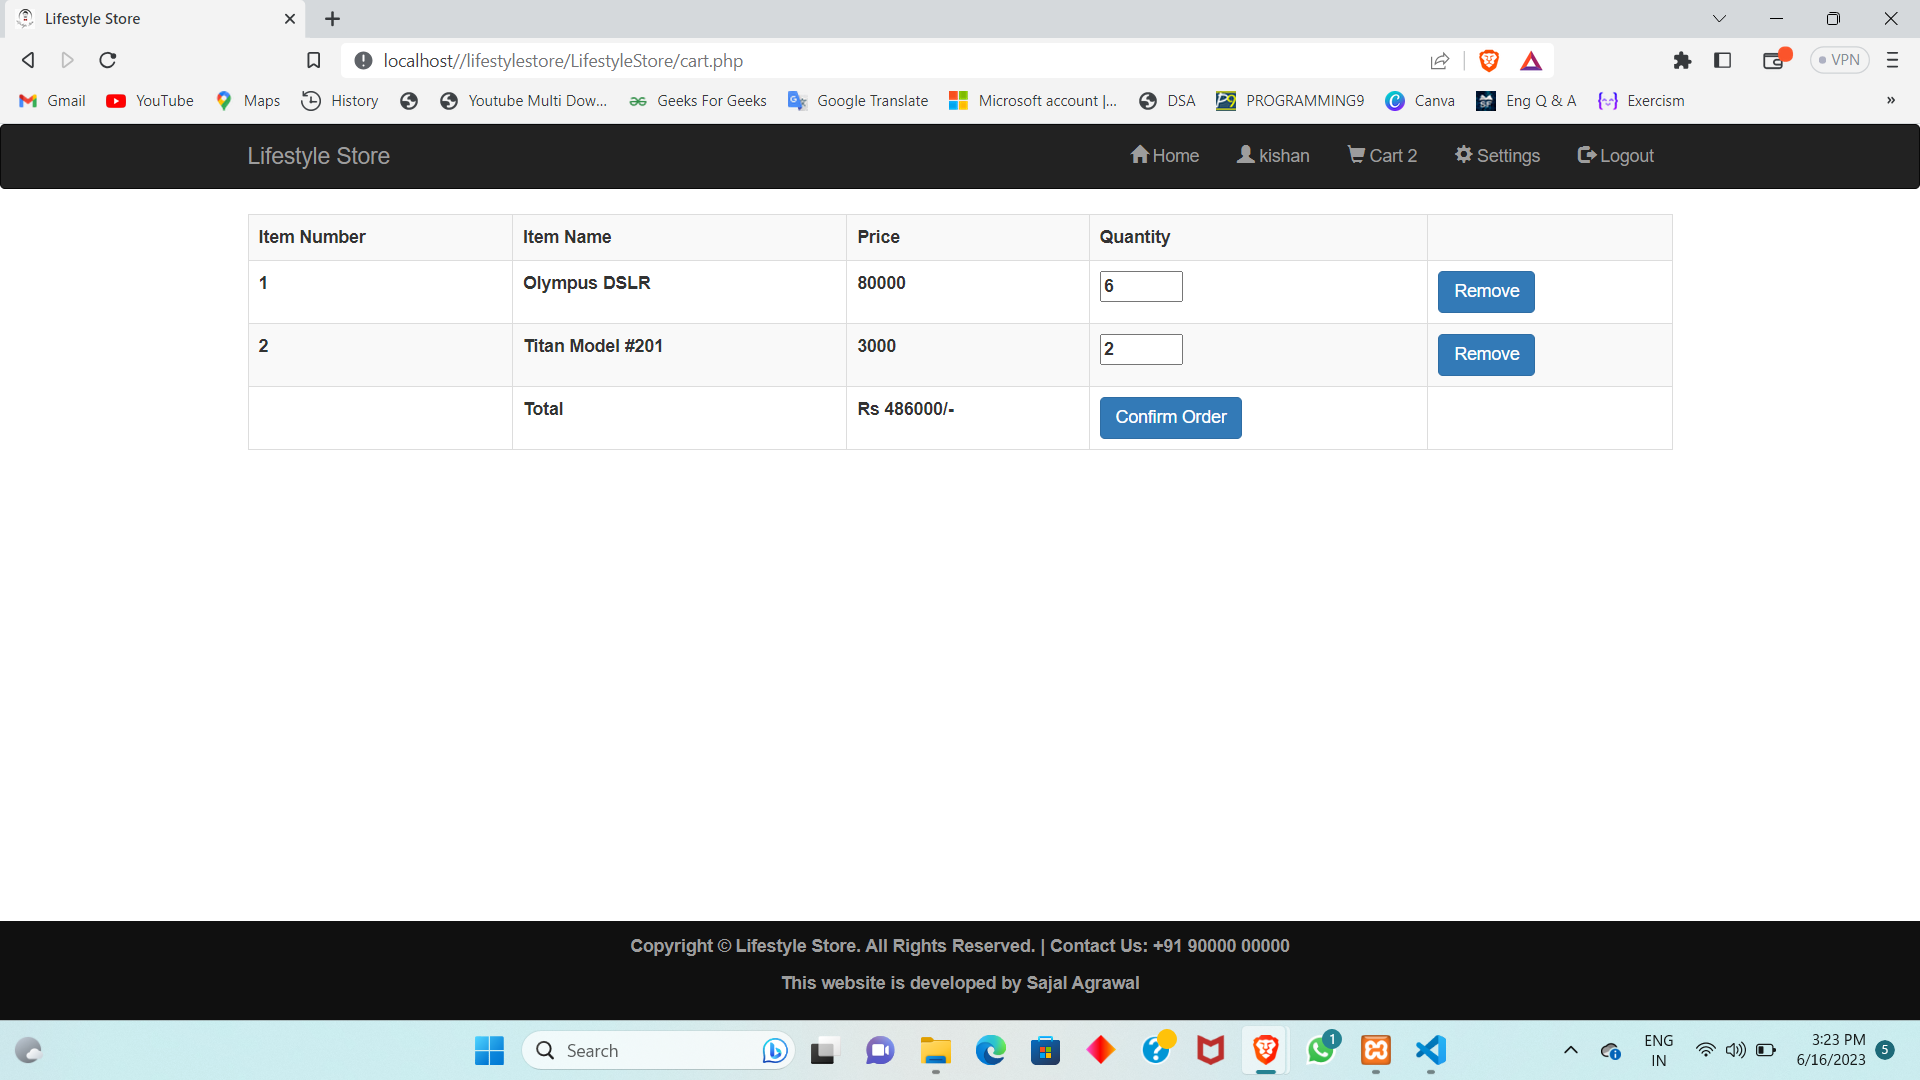 Lifestyle Store
localhost//lifestylestore/LifestyleStore/cart.php
VPN
Gmail YouTube Maps History Youtube Multi Dow... Geeks For Geeks Google Translate Microsoft account |... DSA PROGRAMMING9 Canva Eng Q & A Exercism »
Lifestyle Store Home kishan Cart 2 Settings Logout
Item Number Item Name Price Quantity
1 Olympus DSLR 80000 6 Remove
2 Titan Model #201 3000 2 Remove
Total Rs 486000/- Confirm Order
Copyright © Lifestyle Store. All Rights Reserved. | Contact Us: +91 90000 00000
This website is developed by Sajal Agrawal
Search
1
ENG
IN
3:23 PM
6/16/2023
5